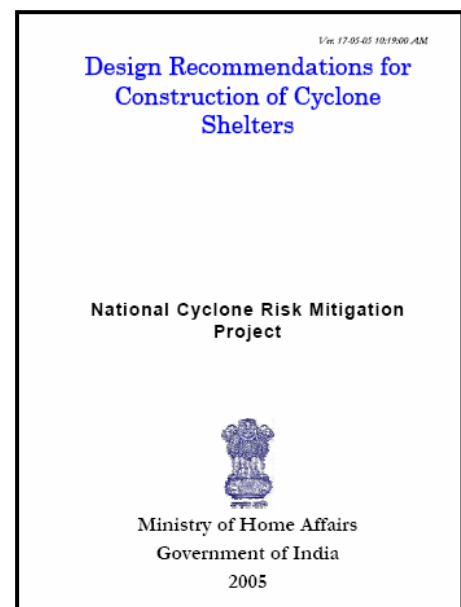 Ver. 17-05-05 10:19:00 AM
Design Recommendations for
Construction of Cyclone
Shelters
National Cyclone Risk Mitigation
Project
Ministry of Home Affairs
Government of India
2005